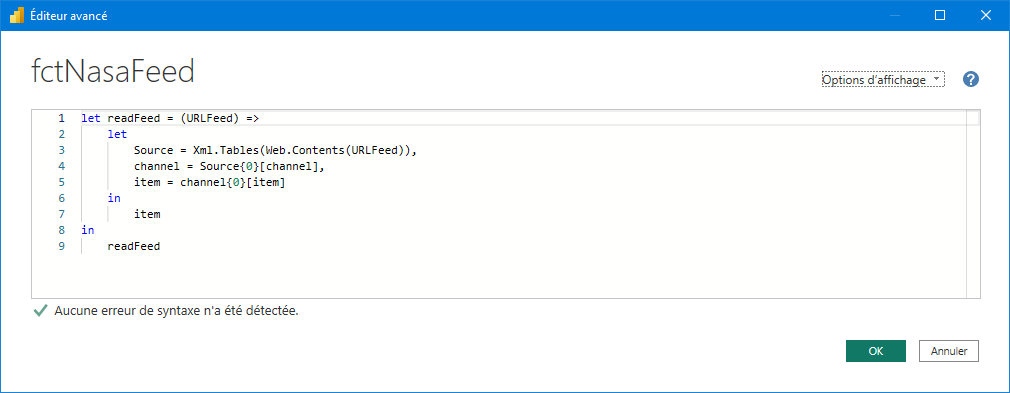 Éditeur avancé
fctNasaFeed
Options d'affichage
?
1 let readFeed = (URLFeed) =>
2     let
3         Source = Xml.Tables(Web.Contents(URLFeed)),
4         channel = Source{0}[channel],
5         item = channel{0}[item]
6     in
7         item
8 in
9     readFeed
Aucune erreur de syntaxe n'a été détectée.
OK
Annuler